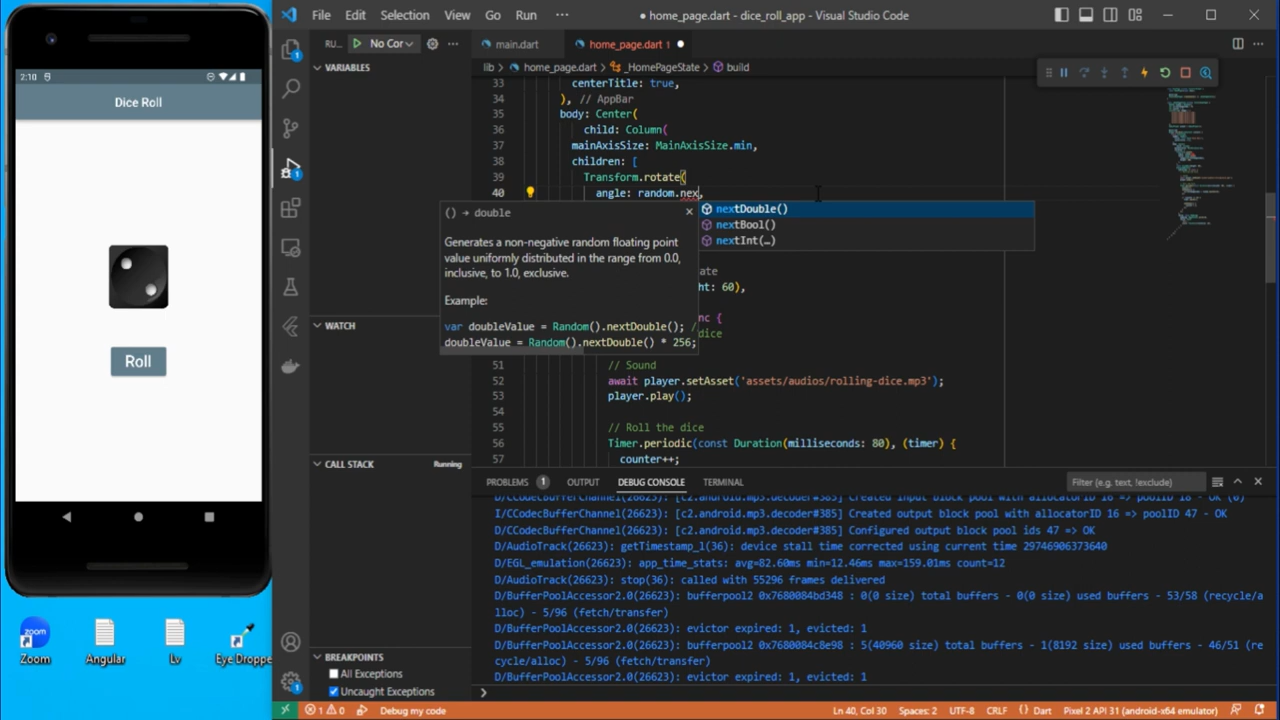 2:10
Dice Roll
Roll
Zoom
Angular
Lv
Eye Droppe
File Edit Selection View Go Run ··· ● home_page.dart - dice_roll_app - Visual Studio Code
RU... No Cor ···
main.dart home_page.dart 1 ●
lib > home_page.dart > _HomePageState > build
VARIABLES
WATCH
CALL STACK Running
BREAKPOINTS
All Exceptions
Uncaught Exceptions
33 centerTitle: true,
34 ), // AppBar
35 body: Center(
36 child: Column(
37 mainAxisSize: MainAxisSize.min,
38 children: [
39 Transform.rotate(
40 angle: random.nex,
() → double
Generates a non-negative random floating point
value uniformly distributed in the range from 0.0,
inclusive, to 1.0, exclusive.
Example:
var doubleValue = Random().nextDouble(); /
doubleValue = Random().nextDouble() * 256;
nextDouble()
nextBool()
nextInt(…)
ate
ht: 60),
nc {
dice
51 // Sound
52 await player.setAsset('assets/audios/rolling-dice.mp3');
53 player.play();
54
55 // Roll the dice
56 Timer.periodic(const Duration(milliseconds: 80), (timer) {
57 counter++;
PROBLEMS 1 OUTPUT DEBUG CONSOLE TERMINAL Filter (e.g. text, !exclude)
D/CCodecBufferChannel(26623): [c2.android.mp3.decoder#385] Created input block pool with allocatorID 16 => poolID 18 - OK (0)
I/CCodecBufferChannel(26623): [c2.android.mp3.decoder#385] Created output block pool with allocatorID 16 => poolID 47 - OK
D/CCodecBufferChannel(26623): [c2.android.mp3.decoder#385] Configured output block pool ids 47 => OK
D/AudioTrack(26623): getTimestamp_l(36): device stall time corrected using current time 29746906373640
D/EGL_emulation(26623): app_time_stats: avg=82.60ms min=12.46ms max=159.01ms count=12
D/AudioTrack(26623): stop(36): called with 55296 frames delivered
D/BufferPoolAccessor2.0(26623): bufferpool2 0x7680084bd348 : 0(0 size) total buffers - 0(0 size) used buffers - 53/58 (recycle/a
lloc) - 5/96 (fetch/transfer)
D/BufferPoolAccessor2.0(26623): evictor expired: 1, evicted: 1
D/BufferPoolAccessor2.0(26623): bufferpool2 0x7680084c8e98 : 5(40960 size) total buffers - 1(8192 size) used buffers - 46/51 (re
cycle/alloc) - 5/96 (fetch/transfer)
D/BufferPoolAccessor2.0(26623): evictor expired: 1, evicted: 1
1 0 Debug my code Ln 40, Col 30 Spaces: 2 UTF-8 CRLF {} Dart Pixel 2 API 31 (android-x64 emulator)